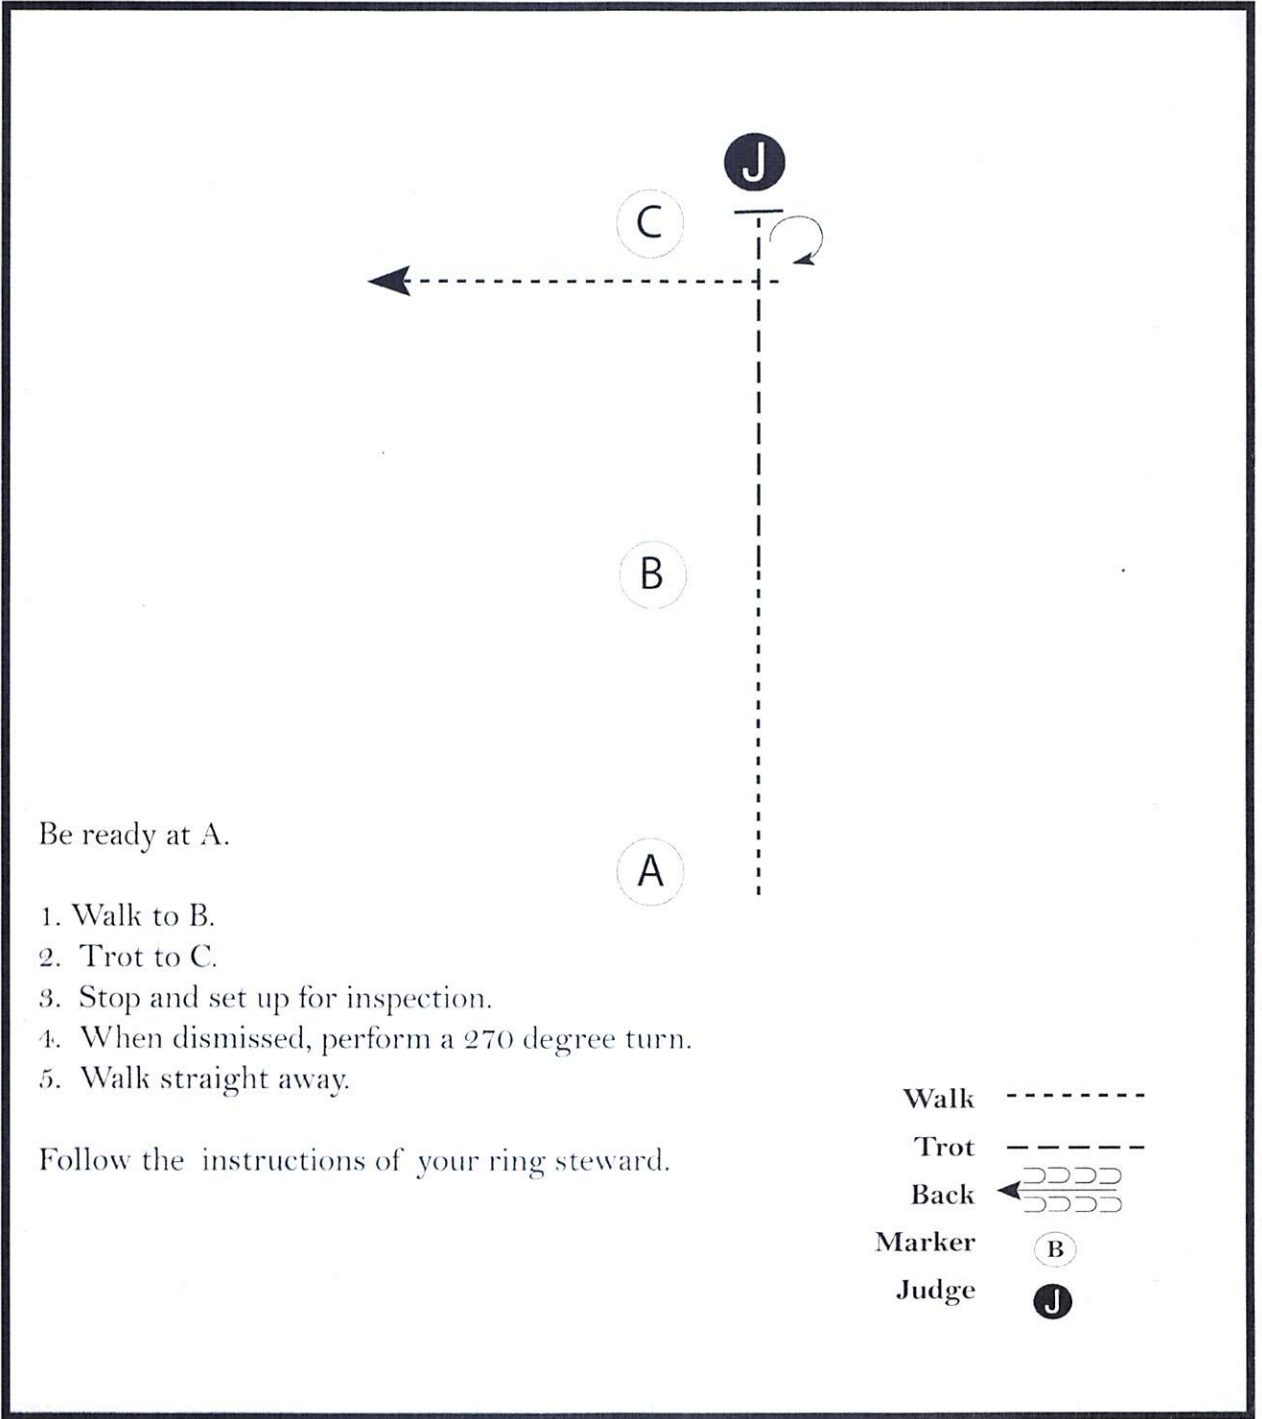 J
C
B
A
Be ready at A.
1. Walk to B.
2. Trot to C.
3. Stop and set up for inspection.
4. When dismissed, perform a 270 degree turn.
5. Walk straight away.
Follow the instructions of your ring steward.
Walk
Trot
Back
Marker B
Judge J